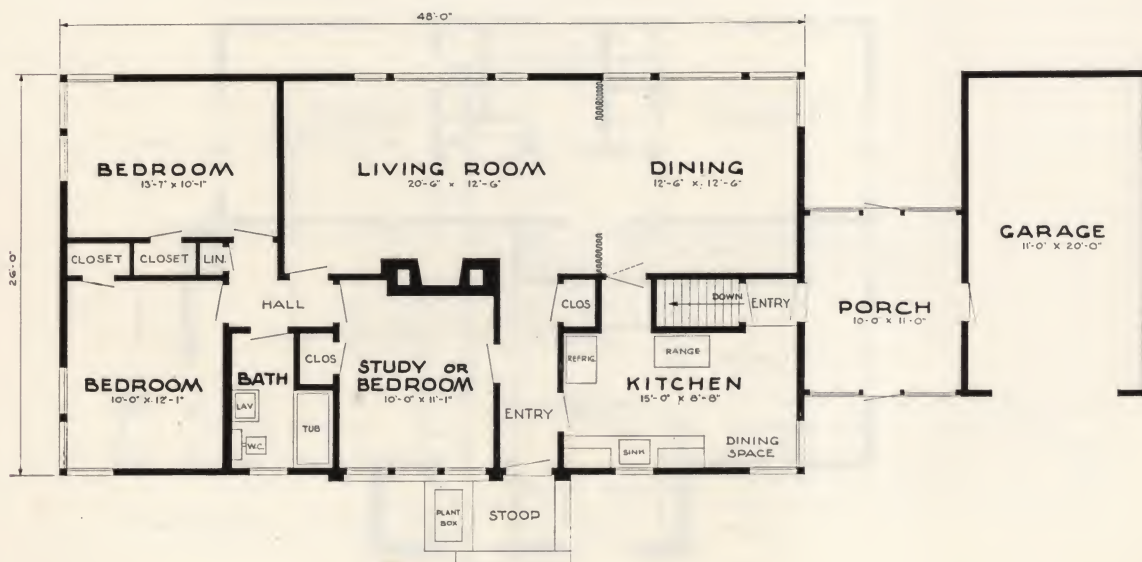 48'-0"
26'-0"
BEDROOM
13'-7" x 10'-1"
LIVING ROOM
20'-6" x 12'-6"
DINING
12'-6" x 12'-6"
GARAGE
11'-0" x 20'-0"
CLOSET
CLOSET
LIN.
HALL
CLOS
DOWN
ENTRY
PORCH
10'-0" x 11'-0"
BEDROOM
10'-0" x 12'-1"
BATH
CLOS
STUDY OR
BEDROOM
10'-0" x 11'-1"
REFRIG.
RANGE
KITCHEN
15'-0" x 8'-8"
LAV
W.C.
TUB
ENTRY
SINK
DINING
SPACE
PLANT
BOX
STOOP